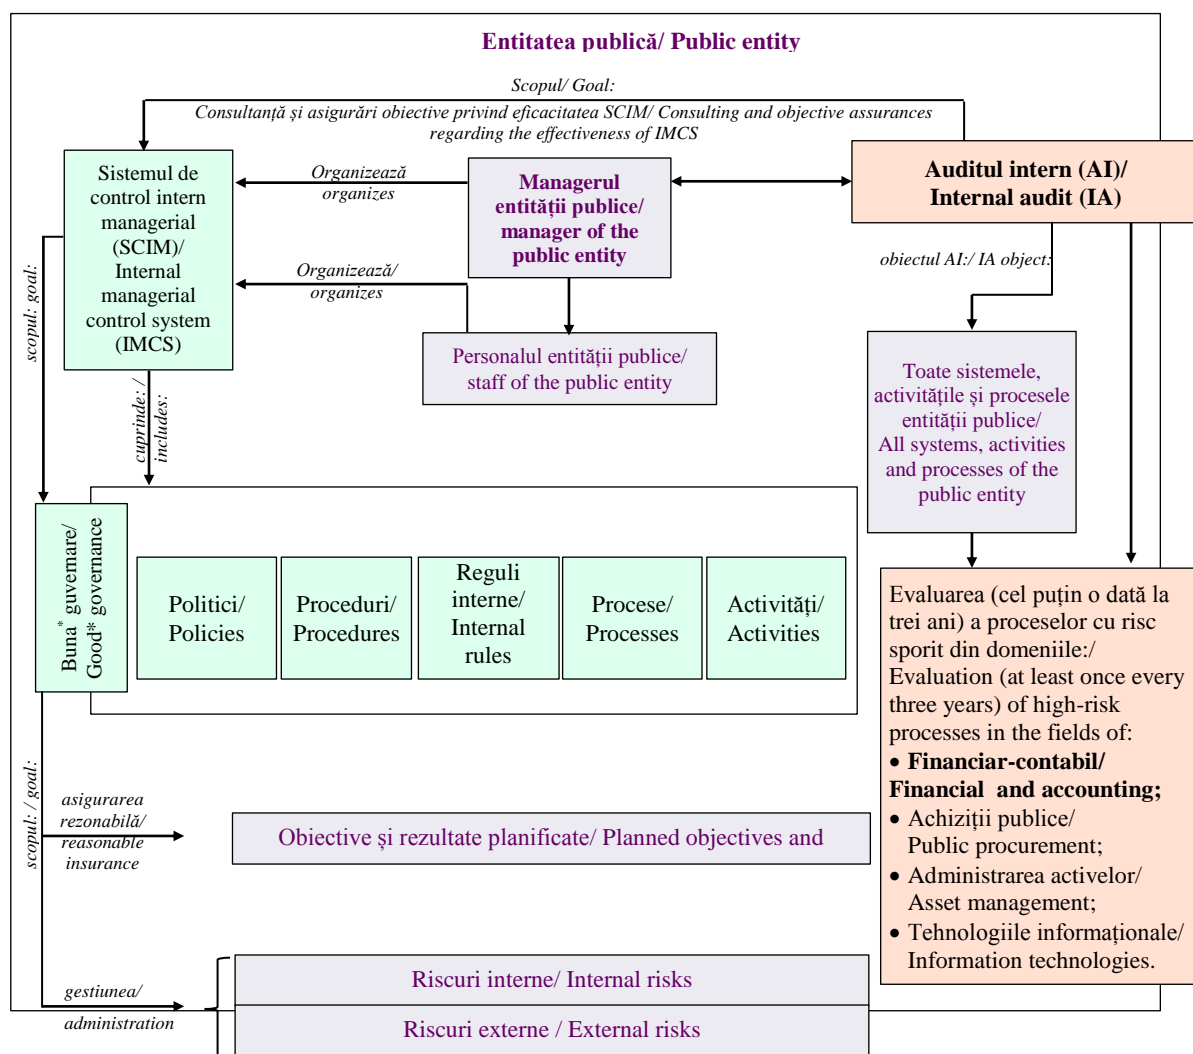 Entitatea publică/ Public entity
Scopul/ Goal:
Consultanță și asigurări obiective privind eficacitatea SCIM/ Consulting and objective assurances
regarding the effectiveness of IMCS
Sistemul de
control intern
managerial
(SCIM)/
Internal
managerial
control system
(IMCS)
Organizează
organizes
Managerul
entității publice/
manager of the
public entity
Auditul intern (AI)/
Internal audit (IA)
obiectul AI:/ IA object:
Organizează/
organizes
Personalul entității publice/
staff of the public entity
Toate sistemele,
activitățile și procesele
entității publice/
All systems, activities
and processes of the
public entity
scopul: goal:
cuprinde: /
includes:
Buna* guvernare/
Good* governance
Politici/
Policies
Proceduri/
Procedures
Reguli
interne/
Internal
rules
Procese/
Processes
Activități/
Activities
Evaluarea (cel puțin o dată la
trei ani) a proceselor cu risc
sporit din domeniile:/
Evaluation (at least once every
three years) of high-risk
processes in the fields of:
• Financiar-contabil/
Financial and accounting;
• Achiziții publice/
Public procurement;
• Administrarea activelor/
Asset management;
• Tehnologiile informaționale/
Information technologies.
scopul: / goal:
asigurarea
rezonabilă/
reasonable
insurance
Obiective și rezultate planificate/ Planned objectives and
gestiunea/
administration
Riscuri interne/ Internal risks
Riscuri externe / External risks